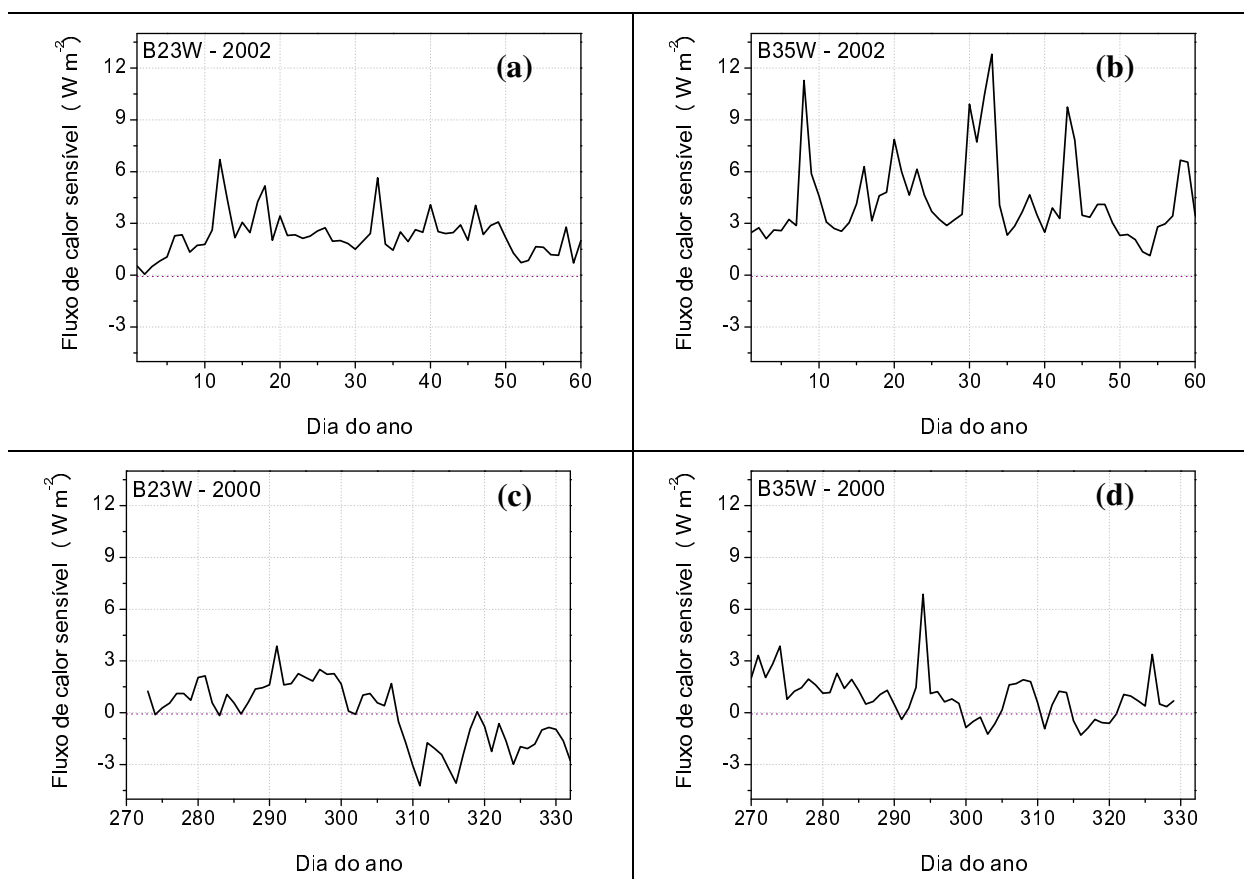 B23W - 2002
(a)
Fluxo de calor sensível ( W m-2)
12
9
6
3
0
-3
10 20 30 40 50 60
Dia do ano
B35W - 2002
(b)
Fluxo de calor sensível ( W m-2)
12
9
6
3
0
-3
10 20 30 40 50 60
Dia do ano
B23W - 2000
(c)
Fluxo de calor sensível ( W m-2)
12
9
6
3
0
-3
270 280 290 300 310 320 330
Dia do ano
B35W - 2000
(d)
Fluxo de calor sensível ( W m-2)
12
9
6
3
0
-3
270 280 290 300 310 320 330
Dia do ano